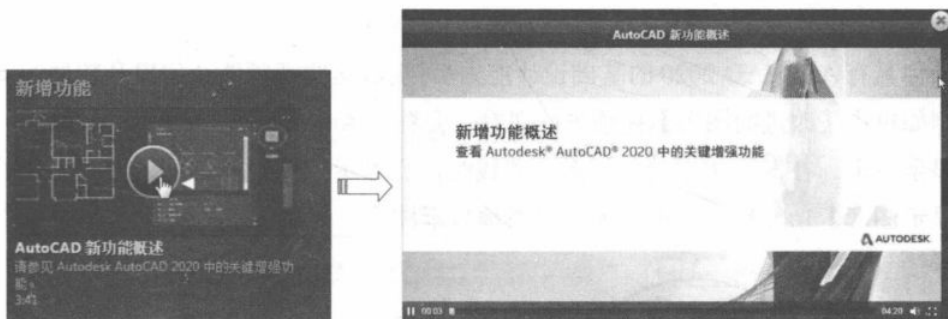 新增功能
AutoCAD 新功能概述
请参见 Autodesk AutoCAD 2020 中的关键增强功
能。
3:41
AutoCAD 新功能概述
新增功能概述
查看 Autodesk® AutoCAD® 2020 中的关键增强功能
AUTODESK
00:03
04:20